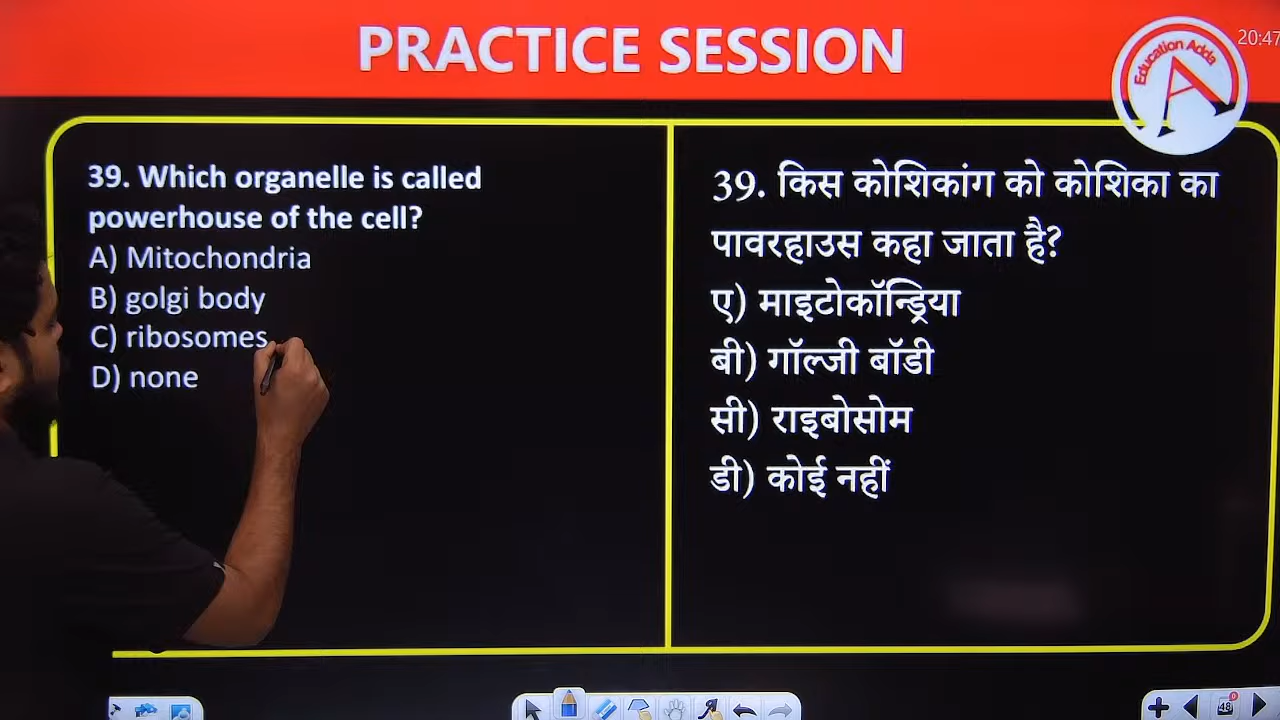 PRACTICE SESSION
Education Adda
A
20:47
39. Which organelle is called
powerhouse of the cell?
A) Mitochondria
B) golgi body
C) ribosomes
D) none
39. किस कोशिकांग को कोशिका का
पावरहाउस कहा जाता है?
ए) माइटोकॉन्ड्रिया
बी) गॉल्जी बॉडी
सी) राइबोसोम
डी) कोई नहीं
48